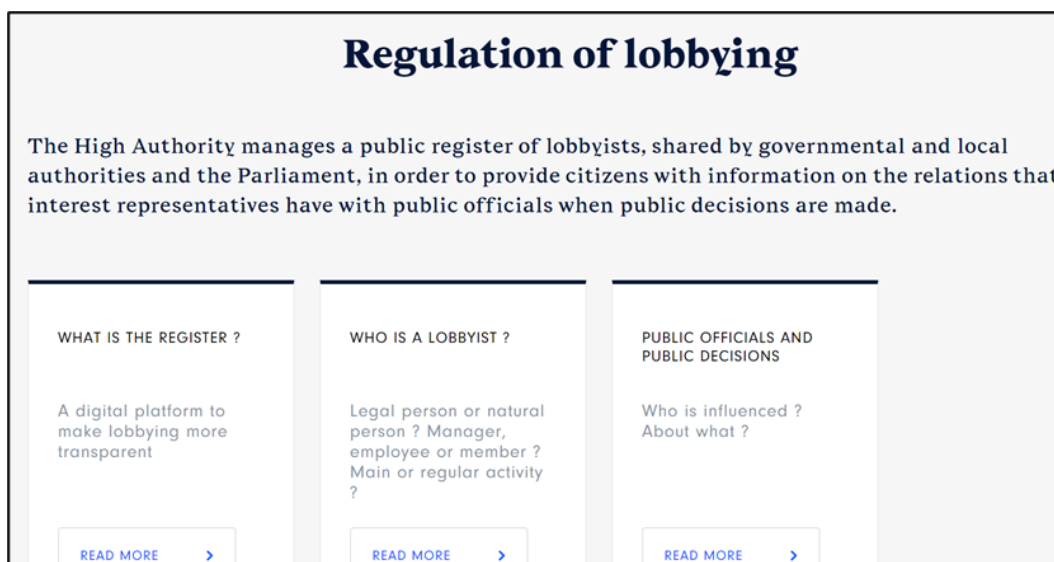 Regulation of lobbying
The High Authority manages a public register of lobbyists, shared by governmental and local
authorities and the Parliament, in order to provide citizens with information on the relations that
interest representatives have with public officials when public decisions are made.
WHAT IS THE REGISTER ?
A digital platform to
make lobbying more
transparent
READ MORE
WHO IS A LOBBYIST ?
Legal person or natural
person ? Manager,
employee or member ?
Main or regular activity
?
READ MORE
PUBLIC OFFICIALS AND
PUBLIC DECISIONS
Who is influenced ?
About what ?
READ MORE